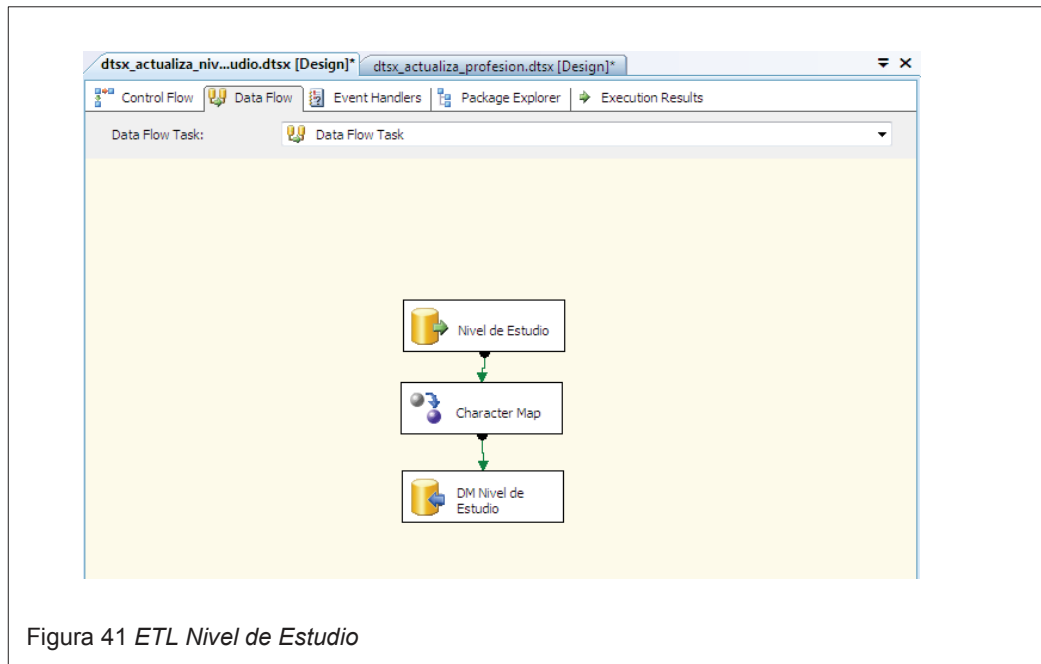 dtsx_actualiza_niv...udio.dtsx [Design]* dtsx_actualiza_profesion.dtsx [Design]*
Control Flow Data Flow Event Handlers Package Explorer Execution Results
Data Flow Task: Data Flow Task
Nivel de Estudio
Character Map
DM Nivel de
Estudio
Figura 41 ETL Nivel de Estudio